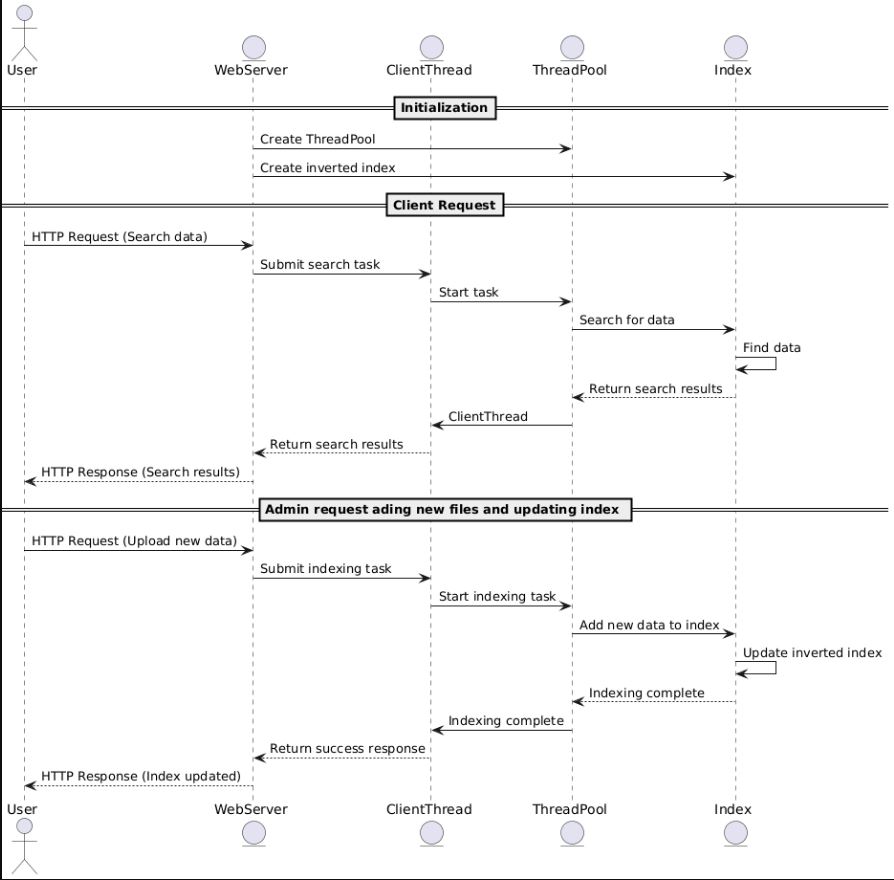 User
WebServer
ClientThread
ThreadPool
Index
Initialization
Create ThreadPool
Create inverted index
Client Request
HTTP Request (Search data)
Submit search task
Start task
Search for data
Find data
Return search results
ClientThread
Return search results
HTTP Response (Search results)
Admin request ading new files and updating index
HTTP Request (Upload new data)
Submit indexing task
Start indexing task
Add new data to index
Update inverted index
Indexing complete
Indexing complete
Return success response
HTTP Response (Index updated)
User
WebServer
ClientThread
ThreadPool
Index